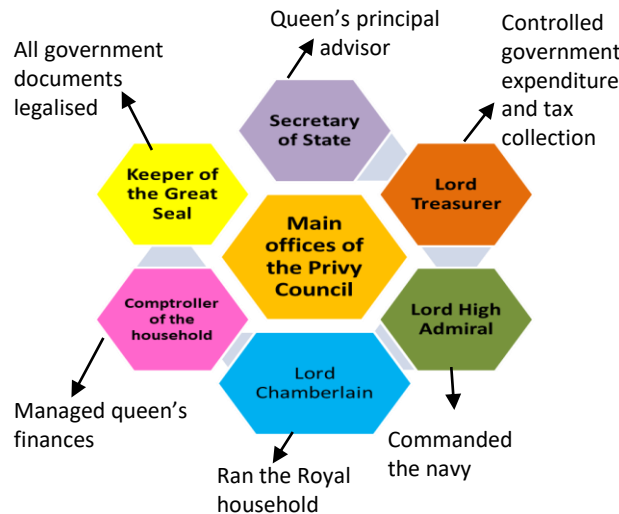 Queen’s principal
advisor
Controlled
government
expenditure
and tax
collection
All government
documents
legalised
Secretary
of State
Keeper of
the Great
Seal
Lord
Treasurer
Main
offices of
the Privy
Council
Comptroller
of the
household
Lord High
Admiral
Lord
Chamberlain
Managed queen’s
finances
Commanded
the navy
Ran the Royal
household